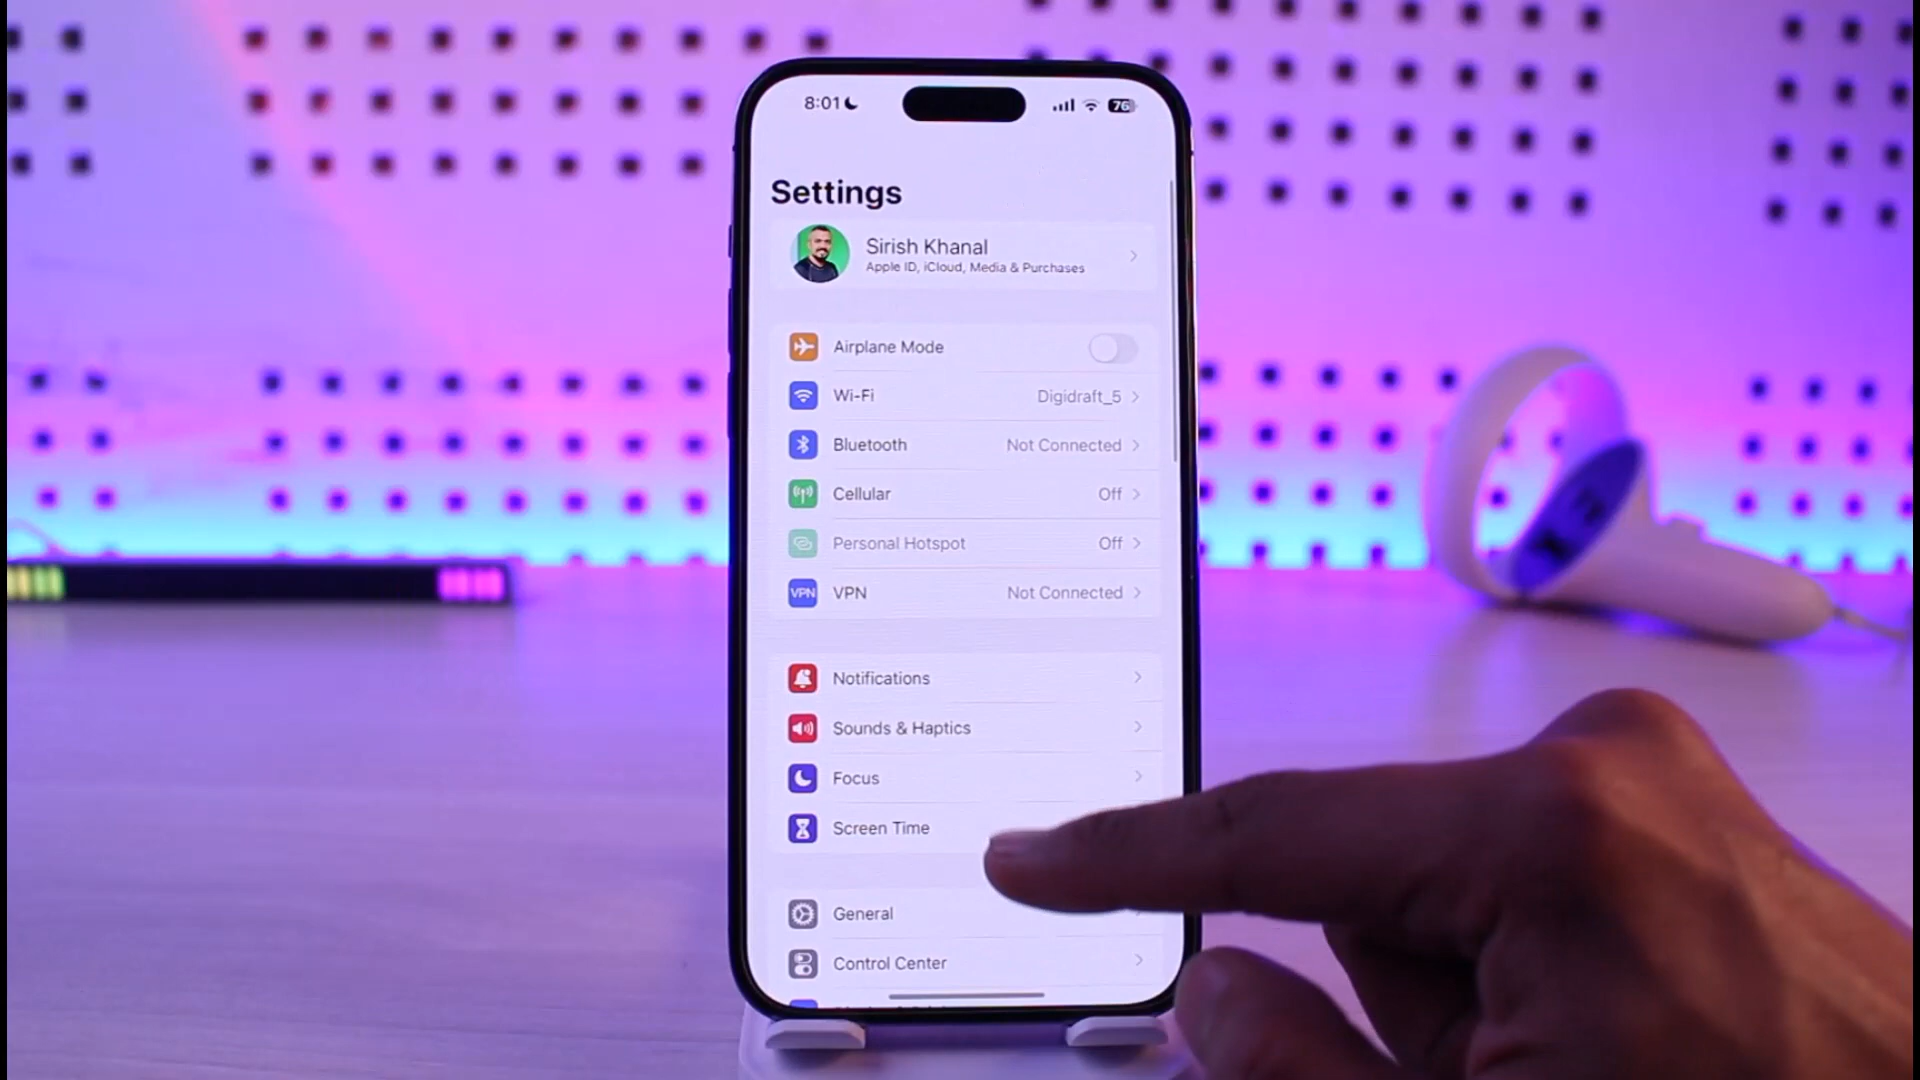 8:01
76
Settings
Sirish Khanal
Apple ID, iCloud, Media & Purchases
Airplane Mode
Wi-Fi Digidraft_5
Bluetooth Not Connected
Cellular Off
Personal Hotspot Off
VPN VPN Not Connected
Notifications
Sounds & Haptics
Focus
Screen Time
General
Control Center